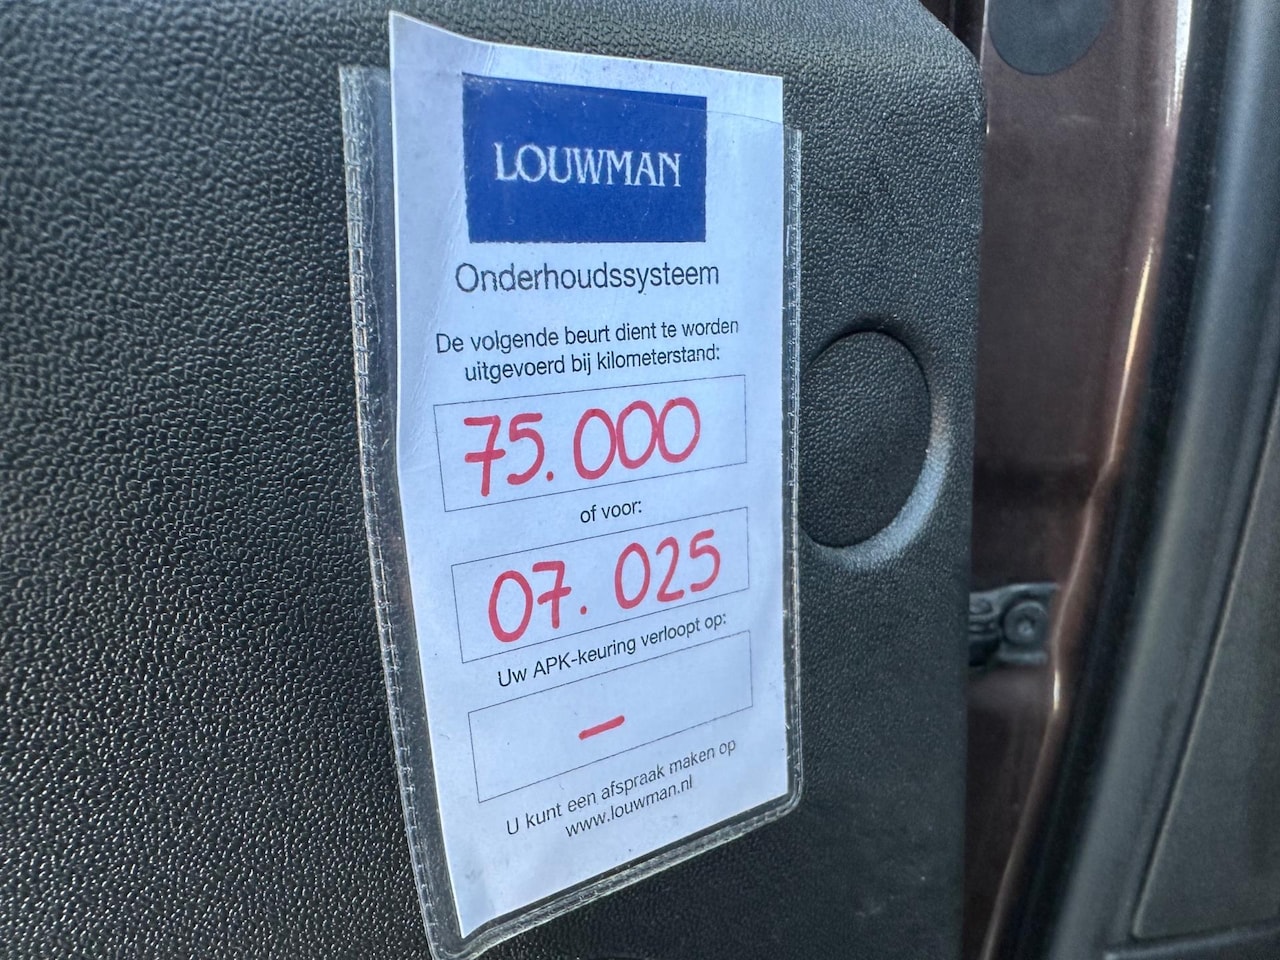 LOUWMAN
Onderhoudssysteem
De volgende beurt dient te worden
uitgevoerd bij kilometerstand:
75.000
of voor:
07.025
Uw APK-keuring verloopt op:
–
U kunt een afspraak maken op
www.louwman.nl